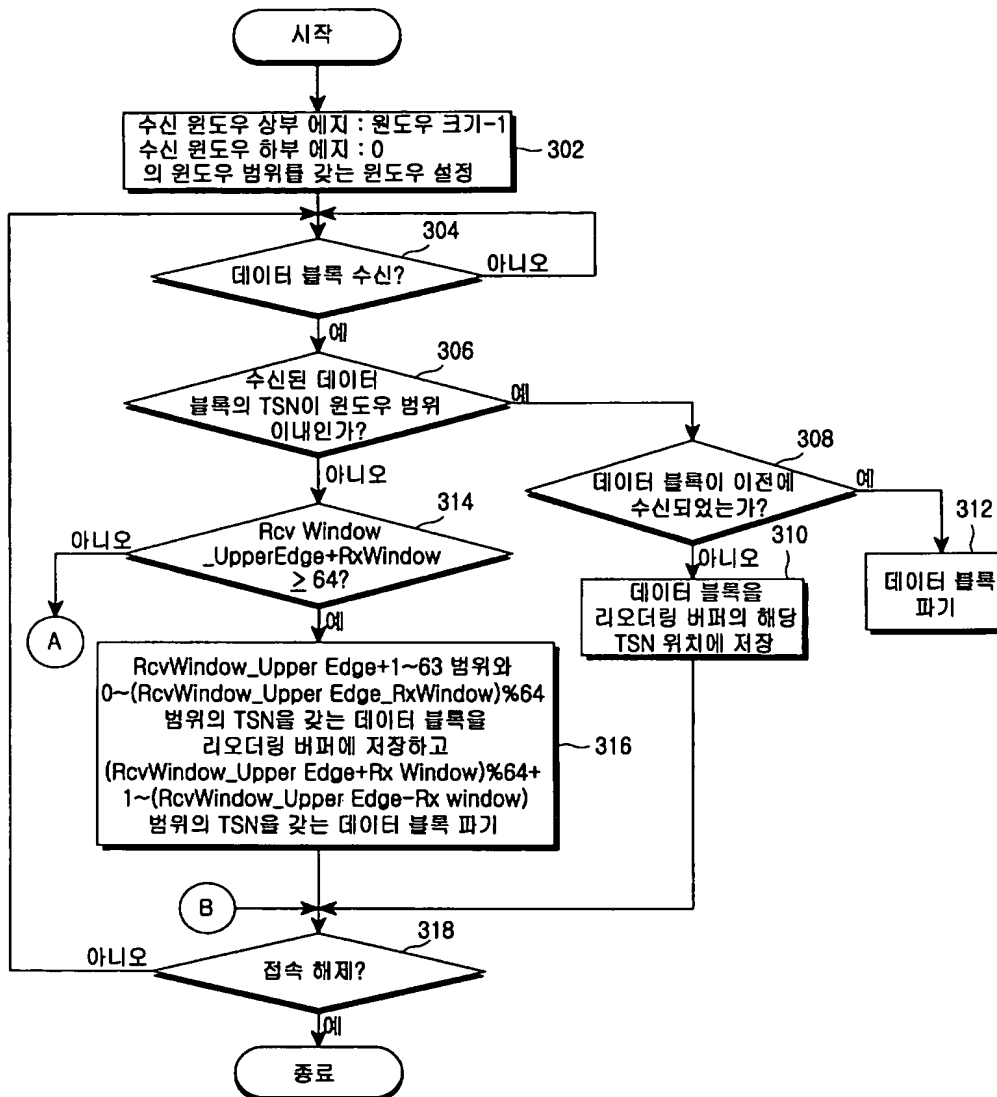 시작
수신 윈도우 상부 에지 : 윈도우 크기-1
수신 윈도우 하부 에지 : 0
의 윈도우 범위를 갖는 윈도우 설정
302
304
데이터 블록 수신?
아니오
예
306
수신된 데이터
블록의 TSN이 윈도우 범위
이내인가?
예
아니오
308
데이터 블록이 이전에
수신되었는가?
예
아니오
314
Rcv Window
_UpperEdge+RxWindow
≥ 64?
아니오
예
A
310
데이터 블록을
리오더링 버퍼의 해당
TSN 위치에 저장
312
데이터 블록
파기
RcvWindow_Upper Edge+1~63 범위와
0~(RcvWindow_Upper Edge_RxWindow)%64
범위의 TSN을 갖는 데이터 블록을
리오더링 버퍼에 저장하고
(RcvWindow_Upper Edge+Rx Window)%64+
1~(RcvWindow_Upper Edge-Rx window)
범위의 TSN을 갖는 데이터 블록 파기
316
B
318
접속 해제?
아니오
예
종료